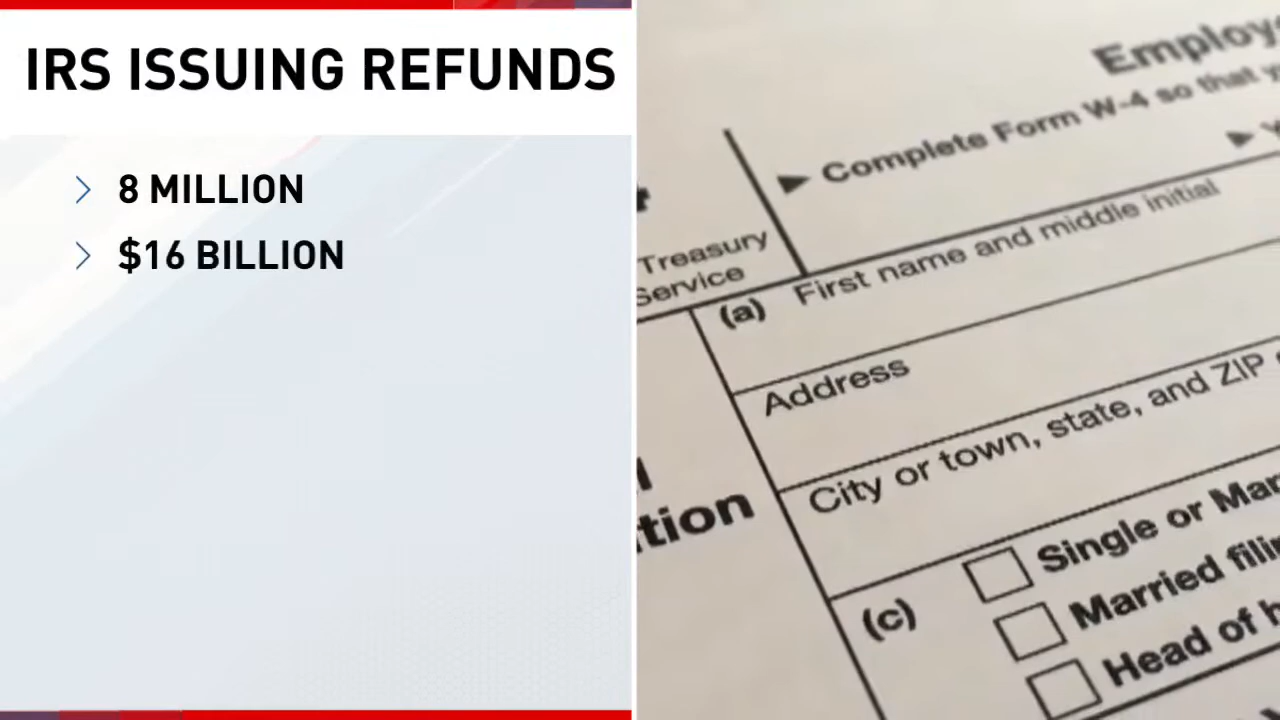 IRS ISSUING REFUNDS
8 MILLION
$16 BILLION
Complete Form W-4 so that
Treasury
Service
(a) First name and middle initial
Address
City or town, state, and ZIP
(c) Single or
Married
Head of